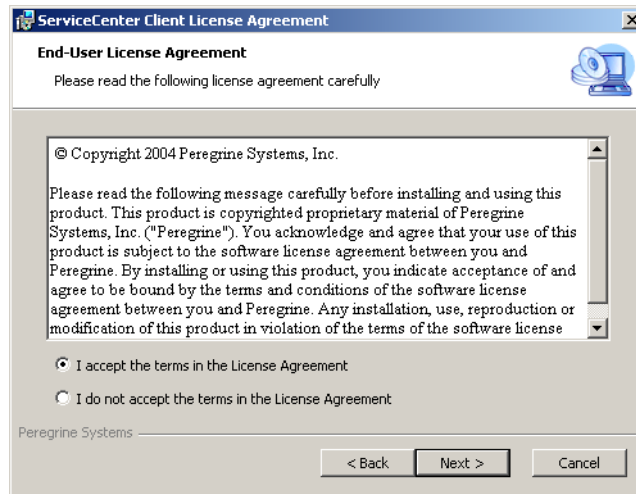 ServiceCenter Client License Agreement
End-User License Agreement
Please read the following license agreement carefully
© Copyright 2004 Peregrine Systems, Inc.
Please read the following message carefully before installing and using this
product. This product is copyrighted proprietary material of Peregrine
Systems, Inc. ("Peregrine"). You acknowledge and agree that your use of this
product is subject to the software license agreement between you and
Peregrine. By installing or using this product, you indicate acceptance of and
agree to be bound by the terms and conditions of the software license
agreement between you and Peregrine. Any installation, use, reproduction or
modification of this product in violation of the terms of the software license
I accept the terms in the License Agreement
I do not accept the terms in the License Agreement
Peregrine Systems
< Back Next > Cancel